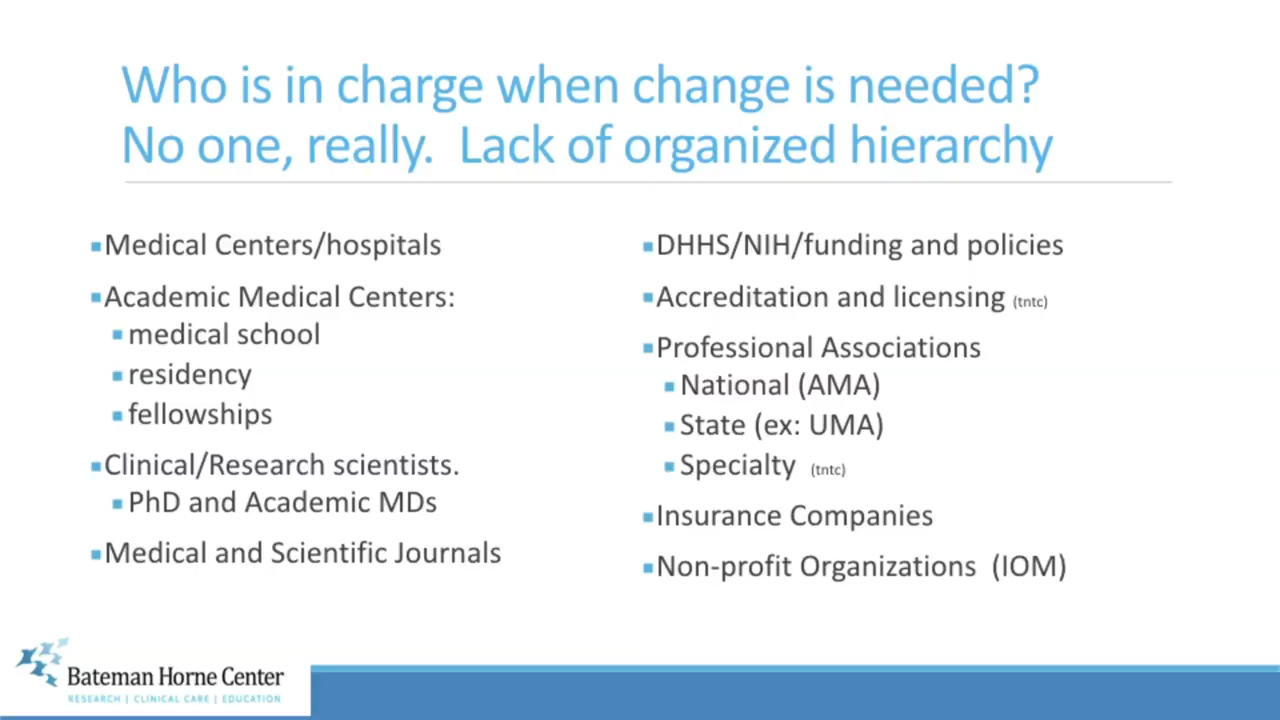 Who is in charge when change is needed?
No one, really.  Lack of organized hierarchy
Medical Centers/hospitals
Academic Medical Centers:
medical school
residency
fellowships
Clinical/Research scientists.
PhD and Academic MDs
Medical and Scientific Journals
DHHS/NIH/funding and policies
Accreditation and licensing (tntc)
Professional Associations
National (AMA)
State (ex: UMA)
Specialty (tntc)
Insurance Companies
Non-profit Organizations (IOM)
Bateman Horne Center
RESEARCH | CLINICAL CARE | EDUCATION